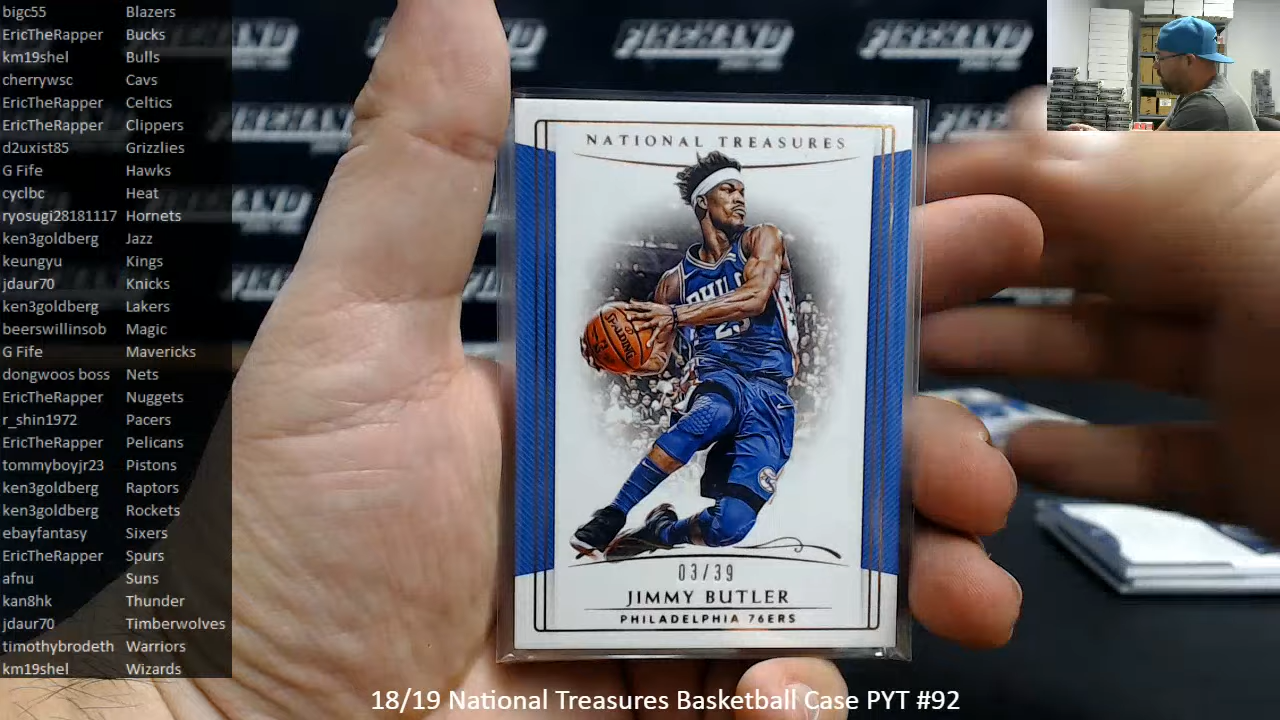 bigc55 Blazers
EricTheRapper Bucks
km19shel Bulls
cherrywsc Cavs
EricTheRapper Celtics
EricTheRapper Clippers
d2uxist85 Grizzlies
G Fife Hawks
cyclbc Heat
ryosugi28181117 Hornets
ken3goldberg Jazz
keungyu Kings
jdaur70 Knicks
ken3goldberg Lakers
beerswillinsob Magic
G Fife Mavericks
dongwoos boss Nets
EricTheRapper Nuggets
r_shin1972 Pacers
EricTheRapper Pelicans
tommyboyjr23 Pistons
ken3goldberg Raptors
ken3goldberg Rockets
ebayfantasy Sixers
EricTheRapper Spurs
afnu Suns
kan8hk Thunder
jdaur70 Timberwolves
timothybrodeth Warriors
km19shel Wizards
NATIONAL TREASURES
PHILA
25
SPALDING
03/39
JIMMY BUTLER
PHILADELPHIA 76ERS
18/19 National Treasures Basketball Case PYT #92